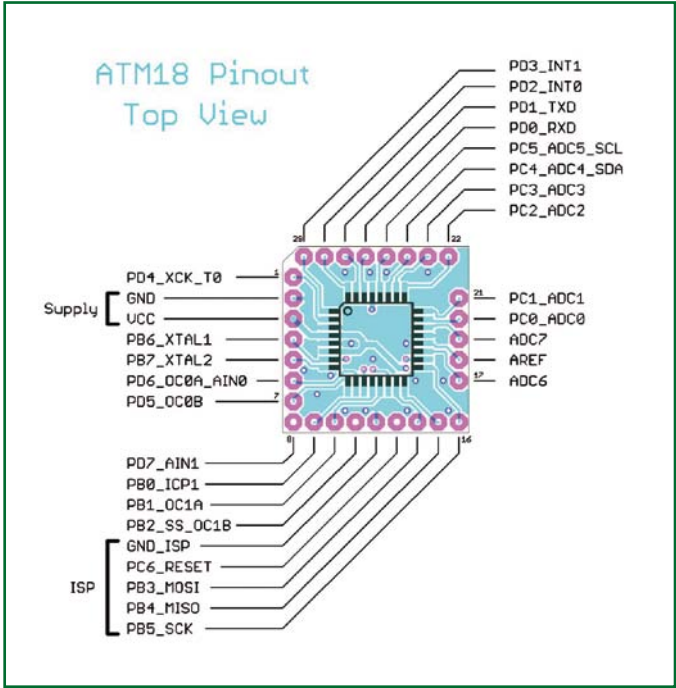 ATM18 Pinout
Top View
PD3_INT1
PD2_INT0
PD1_TXD
PD0_RXD
PC5_ADC5_SCL
PC4_ADC4_SDA
PC3_ADC3
PC2_ADC2
29
22
1
PD4_XCK_T0
Supply
GND
VCC
PB6_XTAL1
PB7_XTAL2
PD6_OC0A_AIN0
PD5_OC0B
7
21
PC1_ADC1
PC0_ADC0
ADC7
AREF
17
ADC6
8
16
PD7_AIN1
PB0_ICP1
PB1_OC1A
PB2_SS_OC1B
ISP
GND_ISP
PC6_RESET
PB3_MOSI
PB4_MISO
PB5_SCK